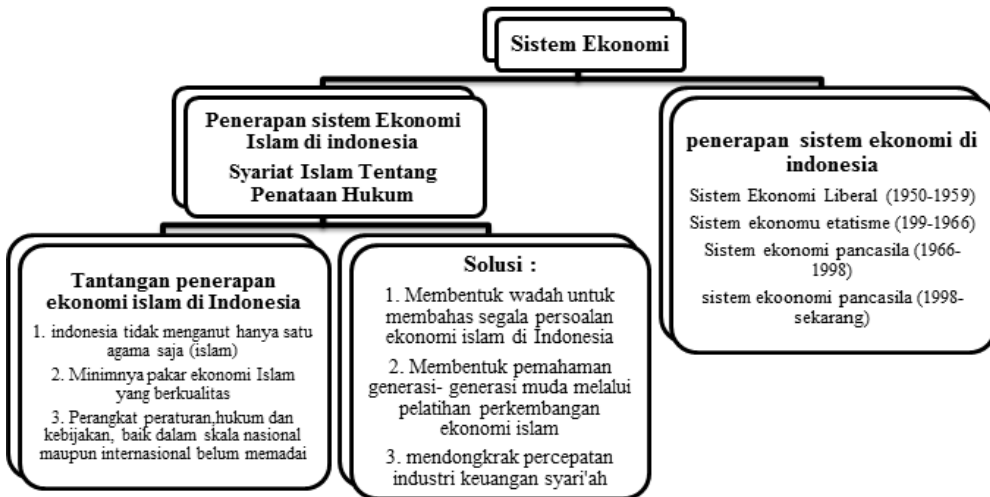 Sistem Ekonomi
Penerapan sistem Ekonomi
Islam di indonesia
Syariat Islam Tentang
Penataan Hukum
penerapan sistem ekonomi di
indonesia
Sistem Ekonomi Liberal (1950-1959)
Sistem ekonomu etatisme (199-1966)
Sistem ekonomi pancasila (1966-
1998)
sistem ekoonomi pancasila (1998-
sekarang)
Tantangan penerapan
ekonomi islam di Indonesia
1. indonesia tidak menganut hanya satu
agama saja (islam)
2. Minimnya pakar ekonomi Islam
yang berkualitas
3. Perangkat peraturan,hukum dan
kebijakan, baik dalam skala nasional
maupun internasional belum memadai
Solusi :
1. Membentuk wadah untuk
membahas segala persoalan
ekonomi islam di Indonesia
2. Membentuk pemahaman
generasi- generasi muda melalui
pelatihan perkembangan
ekonomi islam
3. mendongkrak percepatan
industri keuangan syari'ah